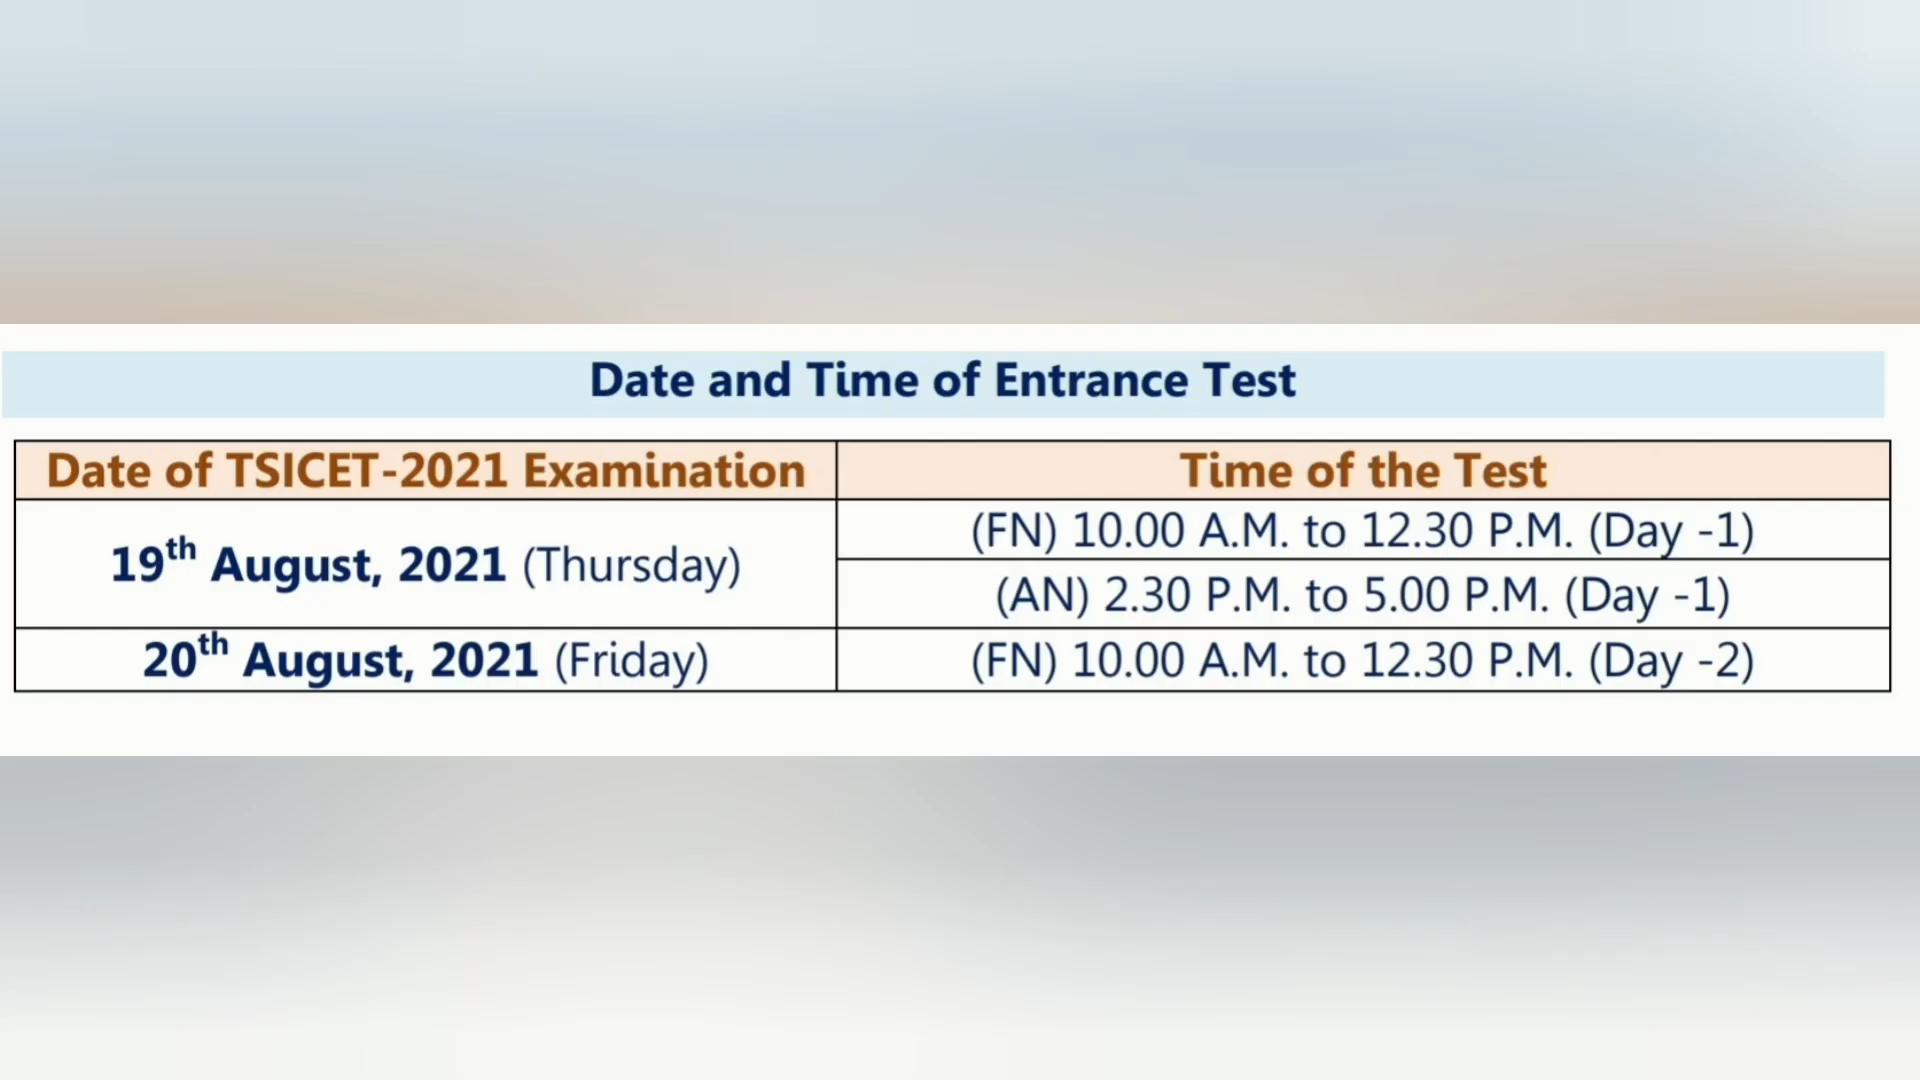 Date and Time of Entrance Test
Date of TSICET-2021 Examination
Time of the Test
19th August, 2021 (Thursday)
(FN) 10.00 A.M. to 12.30 P.M. (Day -1)
(AN) 2.30 P.M. to 5.00 P.M. (Day -1)
20th August, 2021 (Friday)
(FN) 10.00 A.M. to 12.30 P.M. (Day -2)